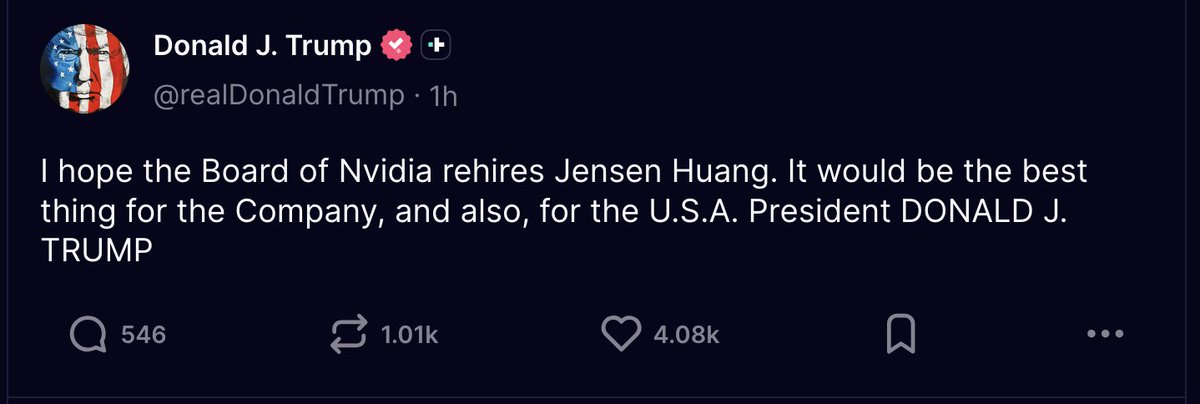 Donald J. Trump
@realDonaldTrump · 1h
I hope the Board of Nvidia rehires Jensen Huang. It would be the best
thing for the Company, and also, for the U.S.A. President DONALD J.
TRUMP
546 1.01k 4.08k